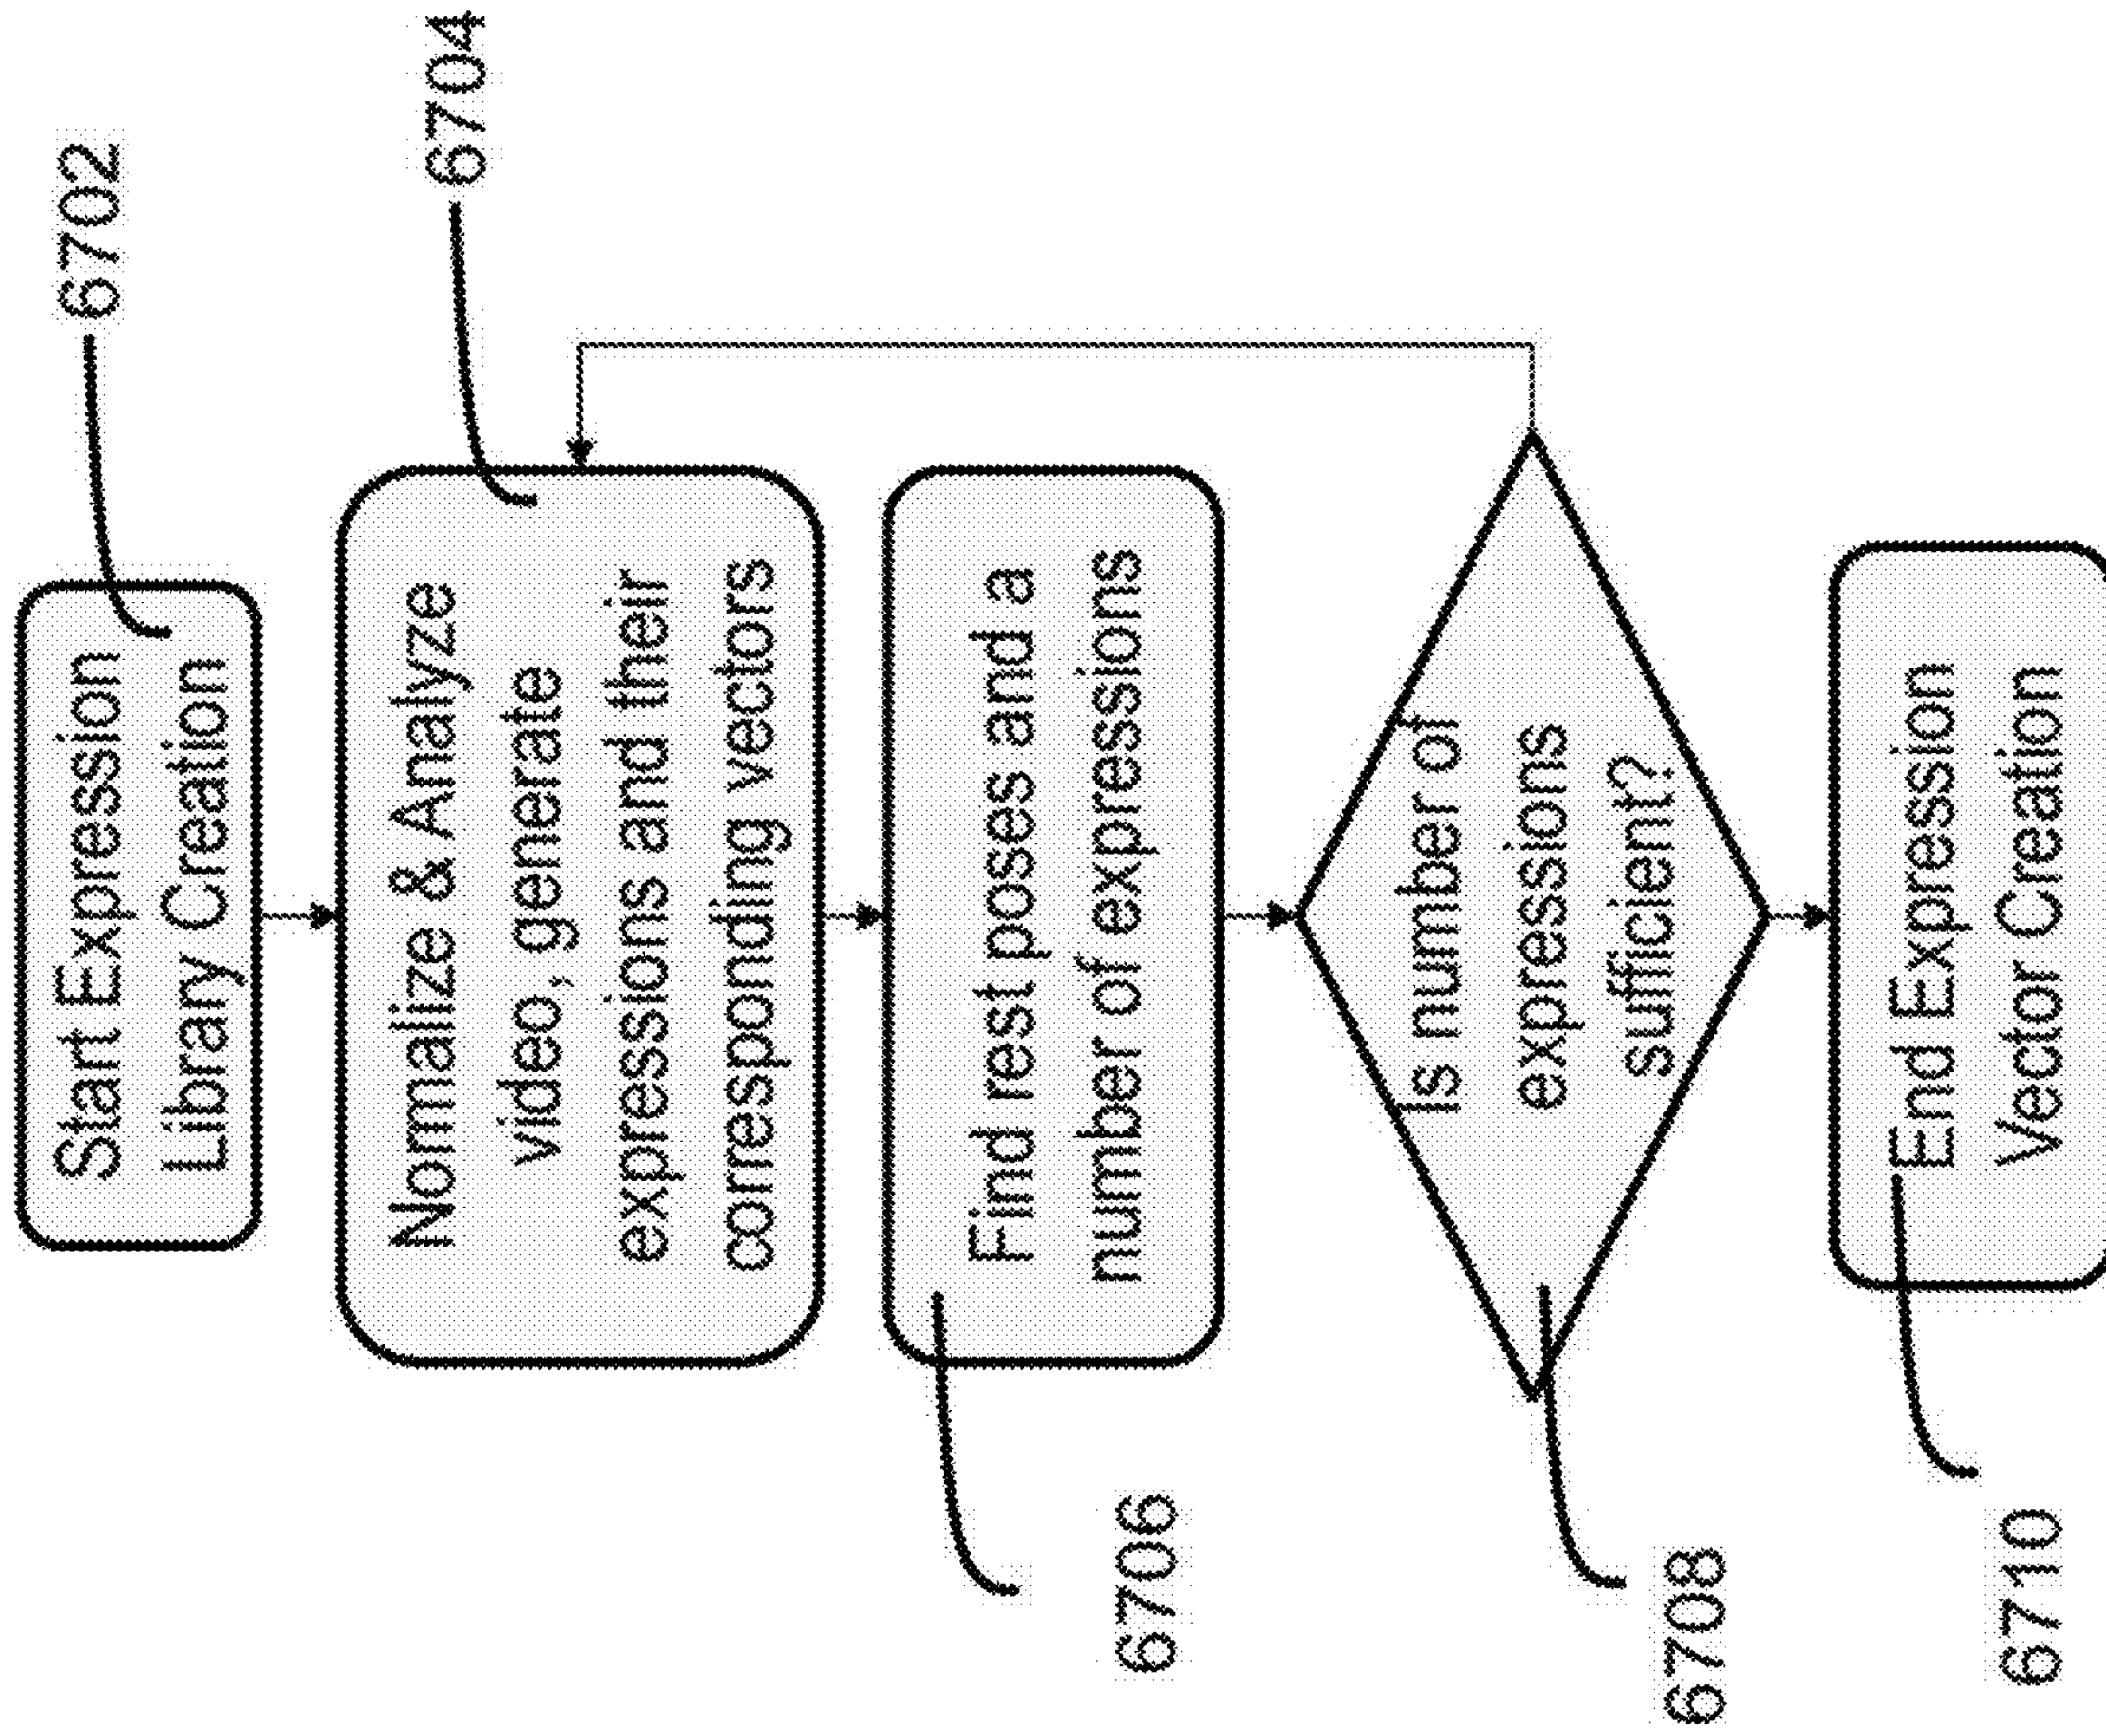 Start Expression
Library Creation
6702
Normalize & Analyze
video, generate
expressions and their
corresponding vectors
6704
Find rest poses and a
number of expressions
6706
Is number of
expressions
sufficient?
6708
End Expression
Vector Creation
6710